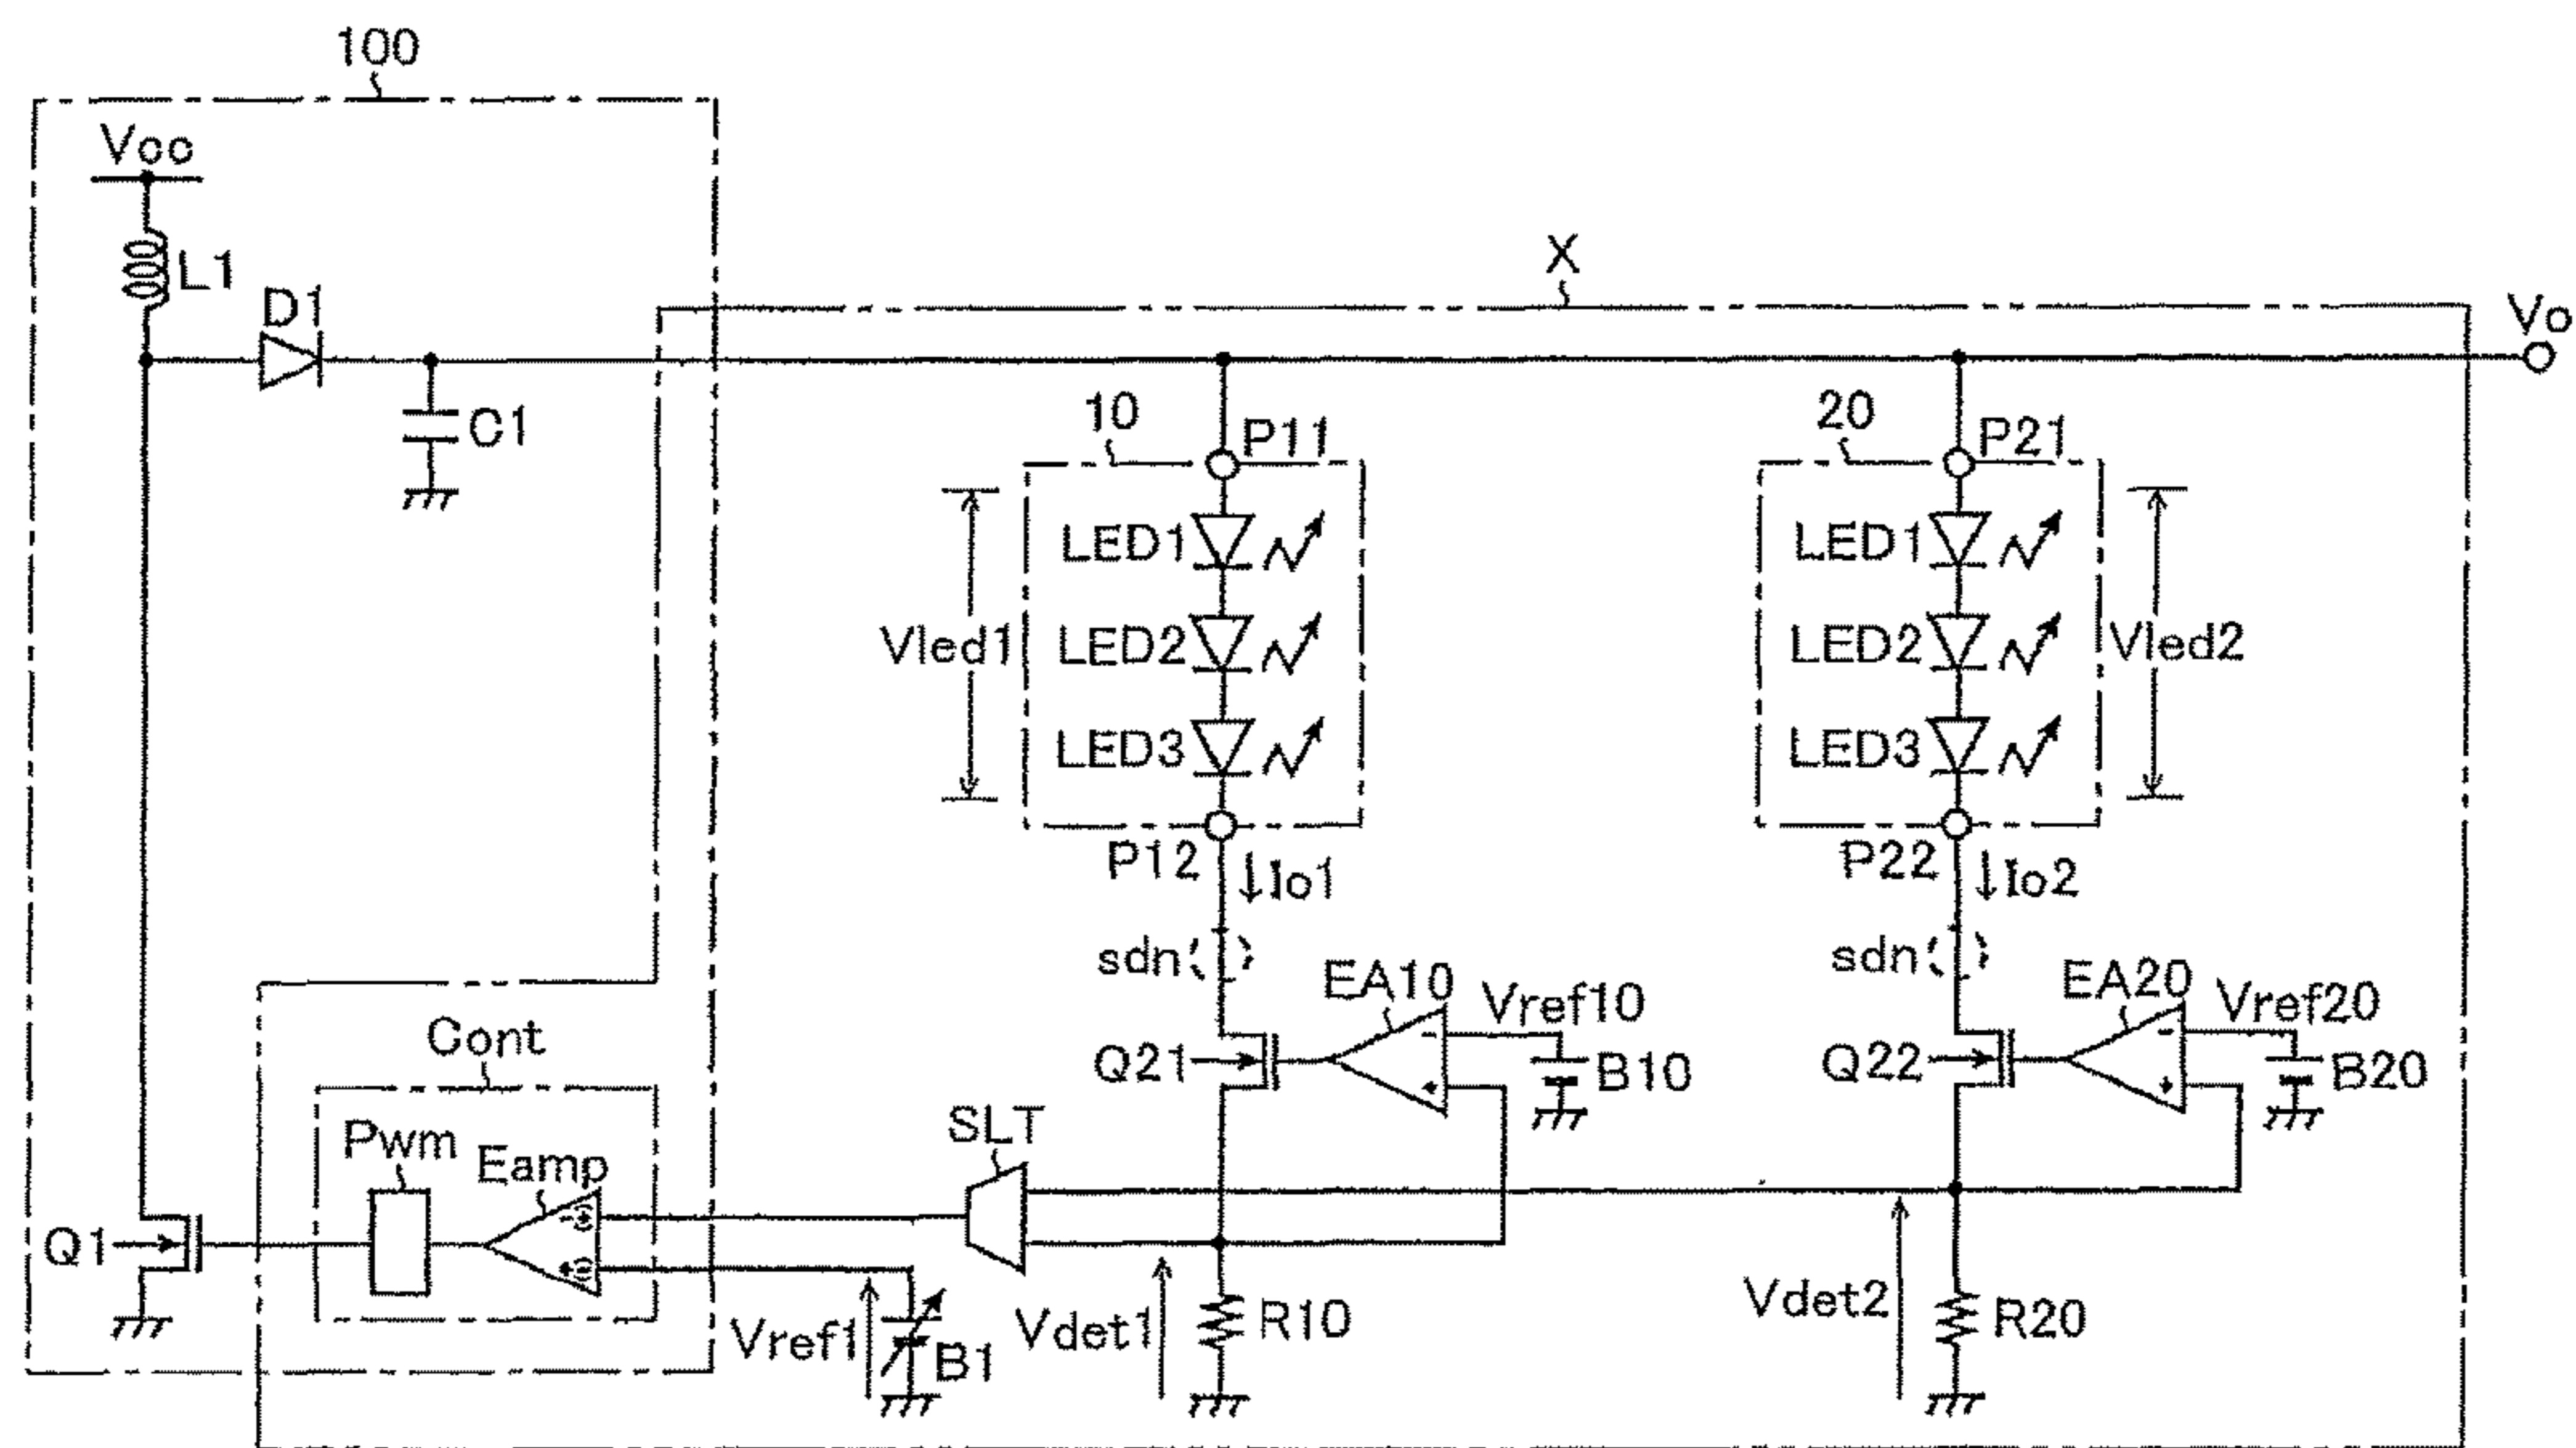 100
Vcc
L1
D1
C1
X
Vo
10
P11
LED1
LED2
LED3
Vled1
P12
Io1
sdn
20
P21
LED1
LED2
LED3
Vled2
P22
Io2
sdn
EA10
Vref10
Q21
B10
EA20
Vref20
Q22
B20
Cont
Pwm
Eamp
SLT
Q1
Vref1
B1
Vdet1
R10
Vdet2
R20